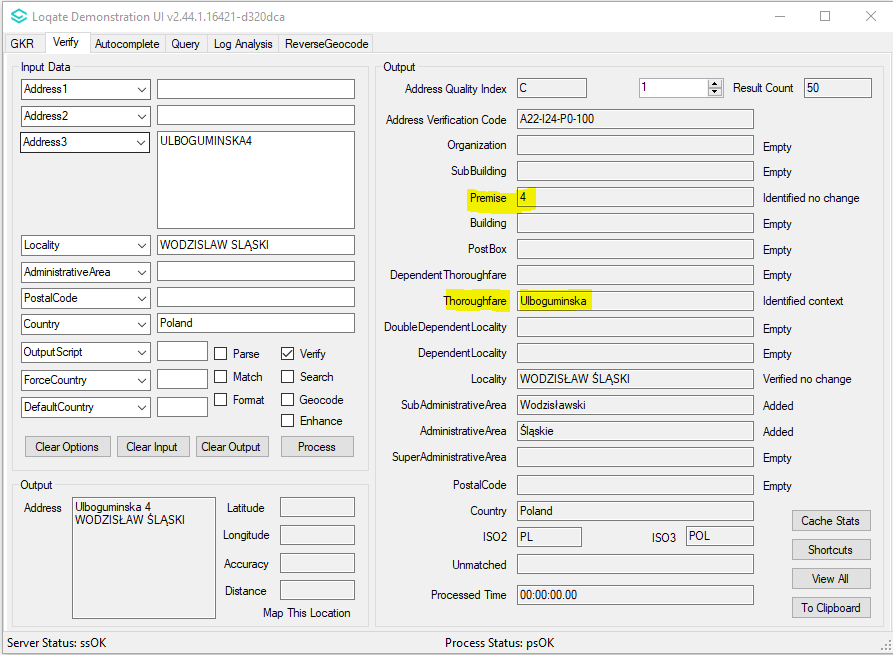 Loqate Demonstration UI v2.44.1.16421-d320dca
GKR Verify Autocomplete Query Log Analysis ReverseGeocode
Input Data
Address1
Address2
Address3 ULBOGUMINSKA4
Locality WODZISLAW SLĄSKI
AdministrativeArea
PostalCode
Country Poland
OutputScript Parse Verify
ForceCountry Match Search
DefaultCountry Format Geocode
Enhance
Clear Options Clear Input Clear Output Process
Output
Address Ulboguminska 4
WODZISŁAW ŚLĄSKI
Latitude
Longitude
Accuracy
Distance
Map This Location
Output
Address Quality Index C 1 Result Count 50
Address Verification Code A22-I24-P0-100
Organization Empty
SubBuilding Empty
Premise 4 Identified no change
Building Empty
PostBox Empty
DependentThoroughfare Empty
Thoroughfare Ulboguminska Identified context
DoubleDependentLocality Empty
DependentLocality Empty
Locality WODZISŁAW ŚLĄSKI Verified no change
SubAdministrativeArea Wodzisławski Added
AdministrativeArea Śląskie Added
SuperAdministrativeArea Empty
PostalCode Empty
Country Poland
ISO2 PL ISO3 POL
Unmatched
Processed Time 00:00:00.00
Cache Stats
Shortcuts
View All
To Clipboard
Server Status: ssOK Process Status: psOK